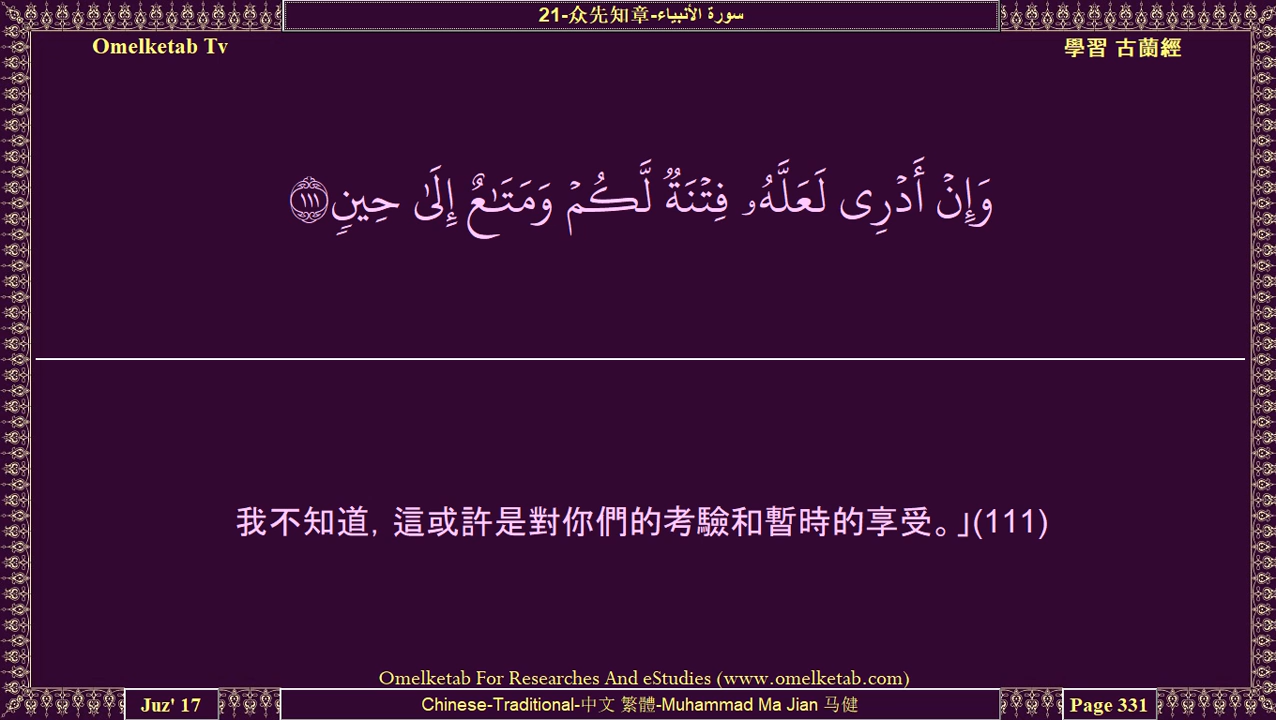 21-众先知章-سورة الأنبياء
Omelketab Tv
學習 古蘭經
وَإِنۡ أَدۡرِی لَعَلَّهُۥ فِتۡنَةࣱ لَّكُمۡ وَمَتَـٰعٌ إِلَىٰ حِینࣲ ١١١
我不知道，這或許是對你們的考驗和暫時的享受。」(111)
Omelketab For Researches And eStudies (www.omelketab.com)
Juz' 17
Chinese-Traditional-中文 繁體-Muhammad Ma Jian 马健
Page 331